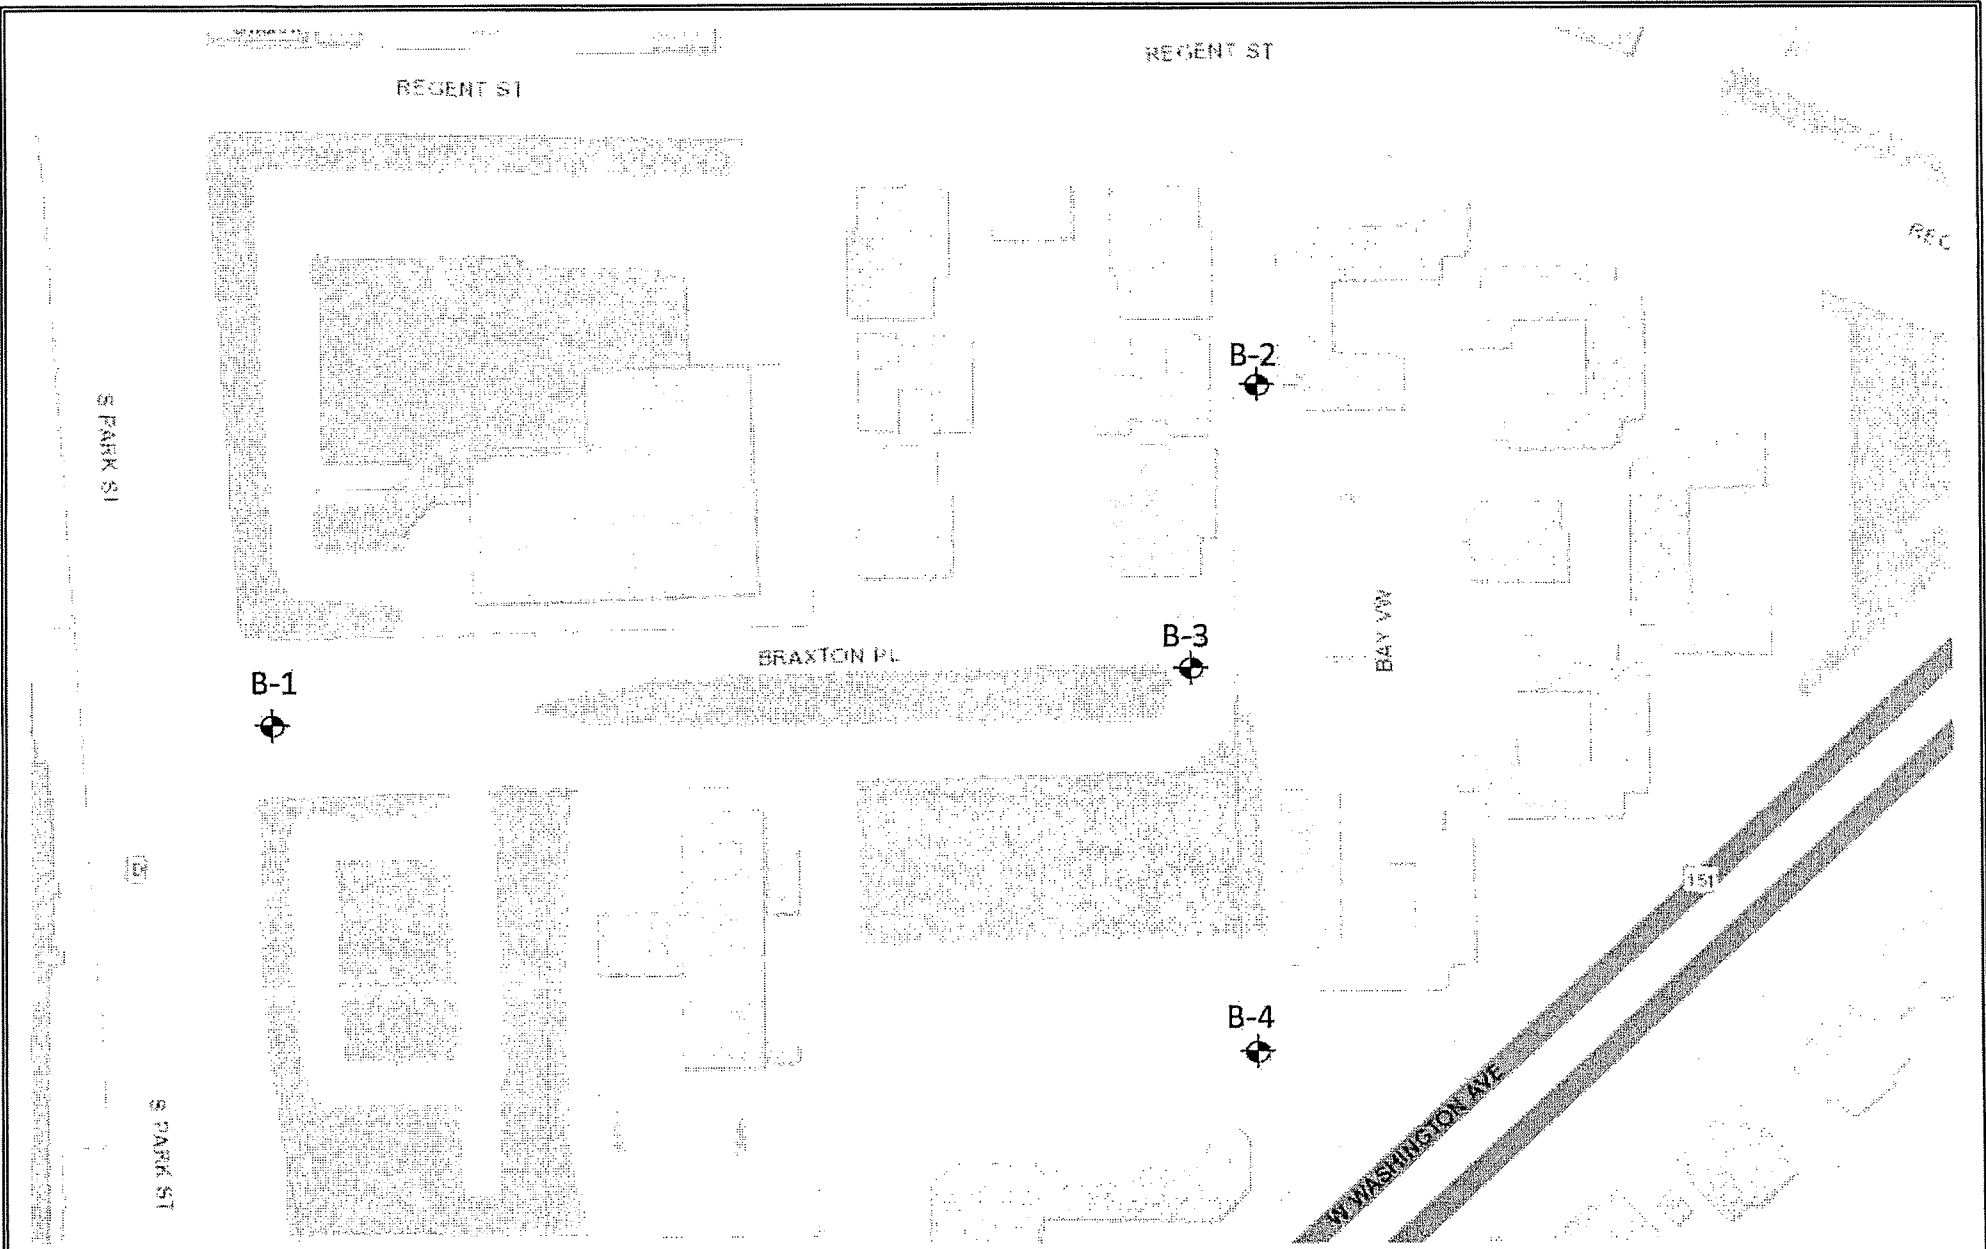 REGENT ST
REGENT ST
REG
S PARK ST
B-2
BAY VW
B-3
BRAXTON PL
B-1
151
B-4
W WASHINGTON AVE
S PARK ST